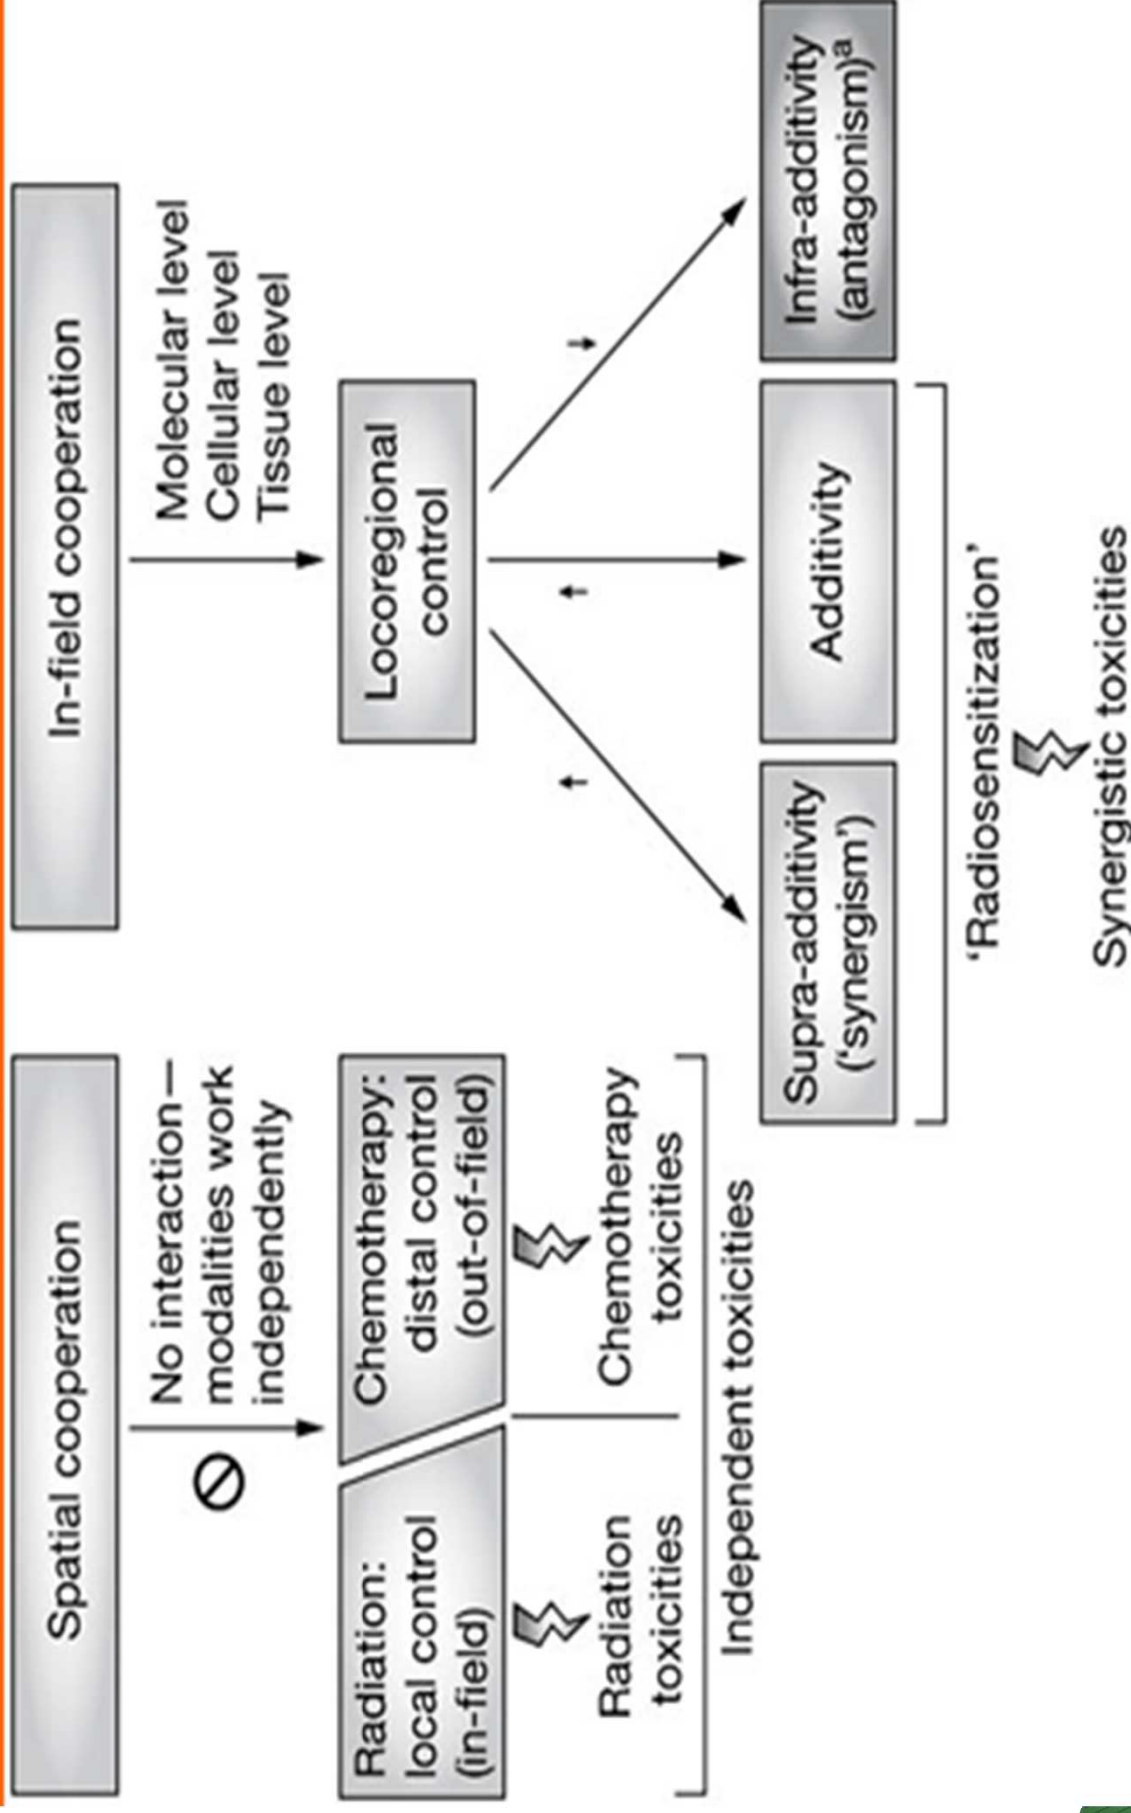 Spatial cooperation
No interaction—
modalities work
independently
Radiation:
local control
(in-field)
Chemotherapy:
distal control
(out-of-field)
Radiation
toxicities
Chemotherapy
toxicities
Independent toxicities
In-field cooperation
Molecular level
Cellular level
Tissue level
Locoregional
control
Supra-additivity
(‘synergism’)
Additivity
Infra-additivity
(antagonism)ᵃ
‘Radiosensitization’
Synergistic toxicities